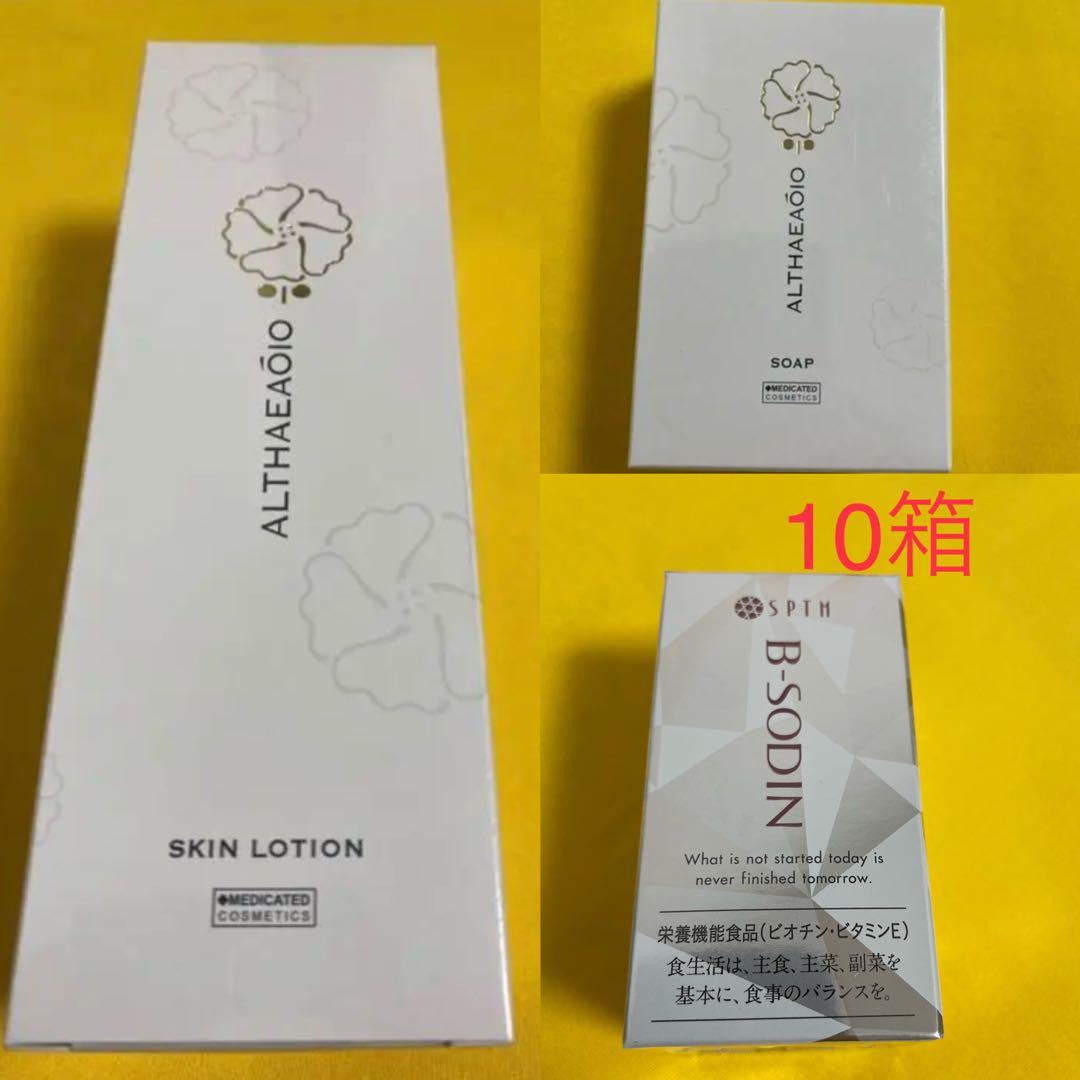 ALTHAEAÓIO
SKIN LOTION
MEDICATED
COSMETICS
ALTHAEAÓIO
SOAP
MEDICATED
COSMETICS
10箱
SPTM
B-SODIN
What is not started today is
never finished tomorrow.
栄養機能食品(ビオチン・ビタミンE)
食生活は、主食、主菜、副菜を
基本に、食事のバランスを。